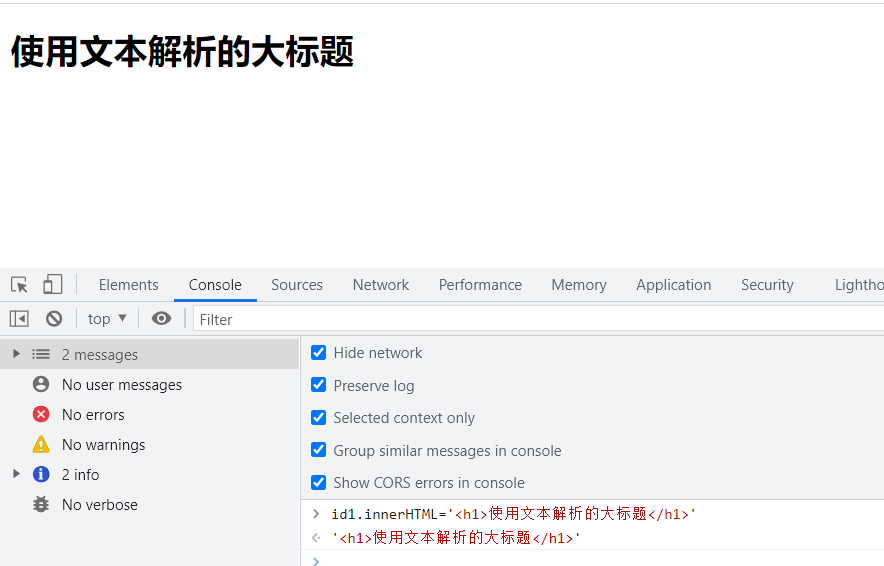 使用文本解析的大标题
Elements Console Sources Network Performance Memory Application Security Lightho
top Filter
2 messages
No user messages
No errors
No warnings
2 info
No verbose
Hide network
Preserve log
Selected context only
Group similar messages in console
Show CORS errors in console
> id1.innerHTML='<h1>使用文本解析的大标题</h1>'
'<h1>使用文本解析的大标题</h1>'
>